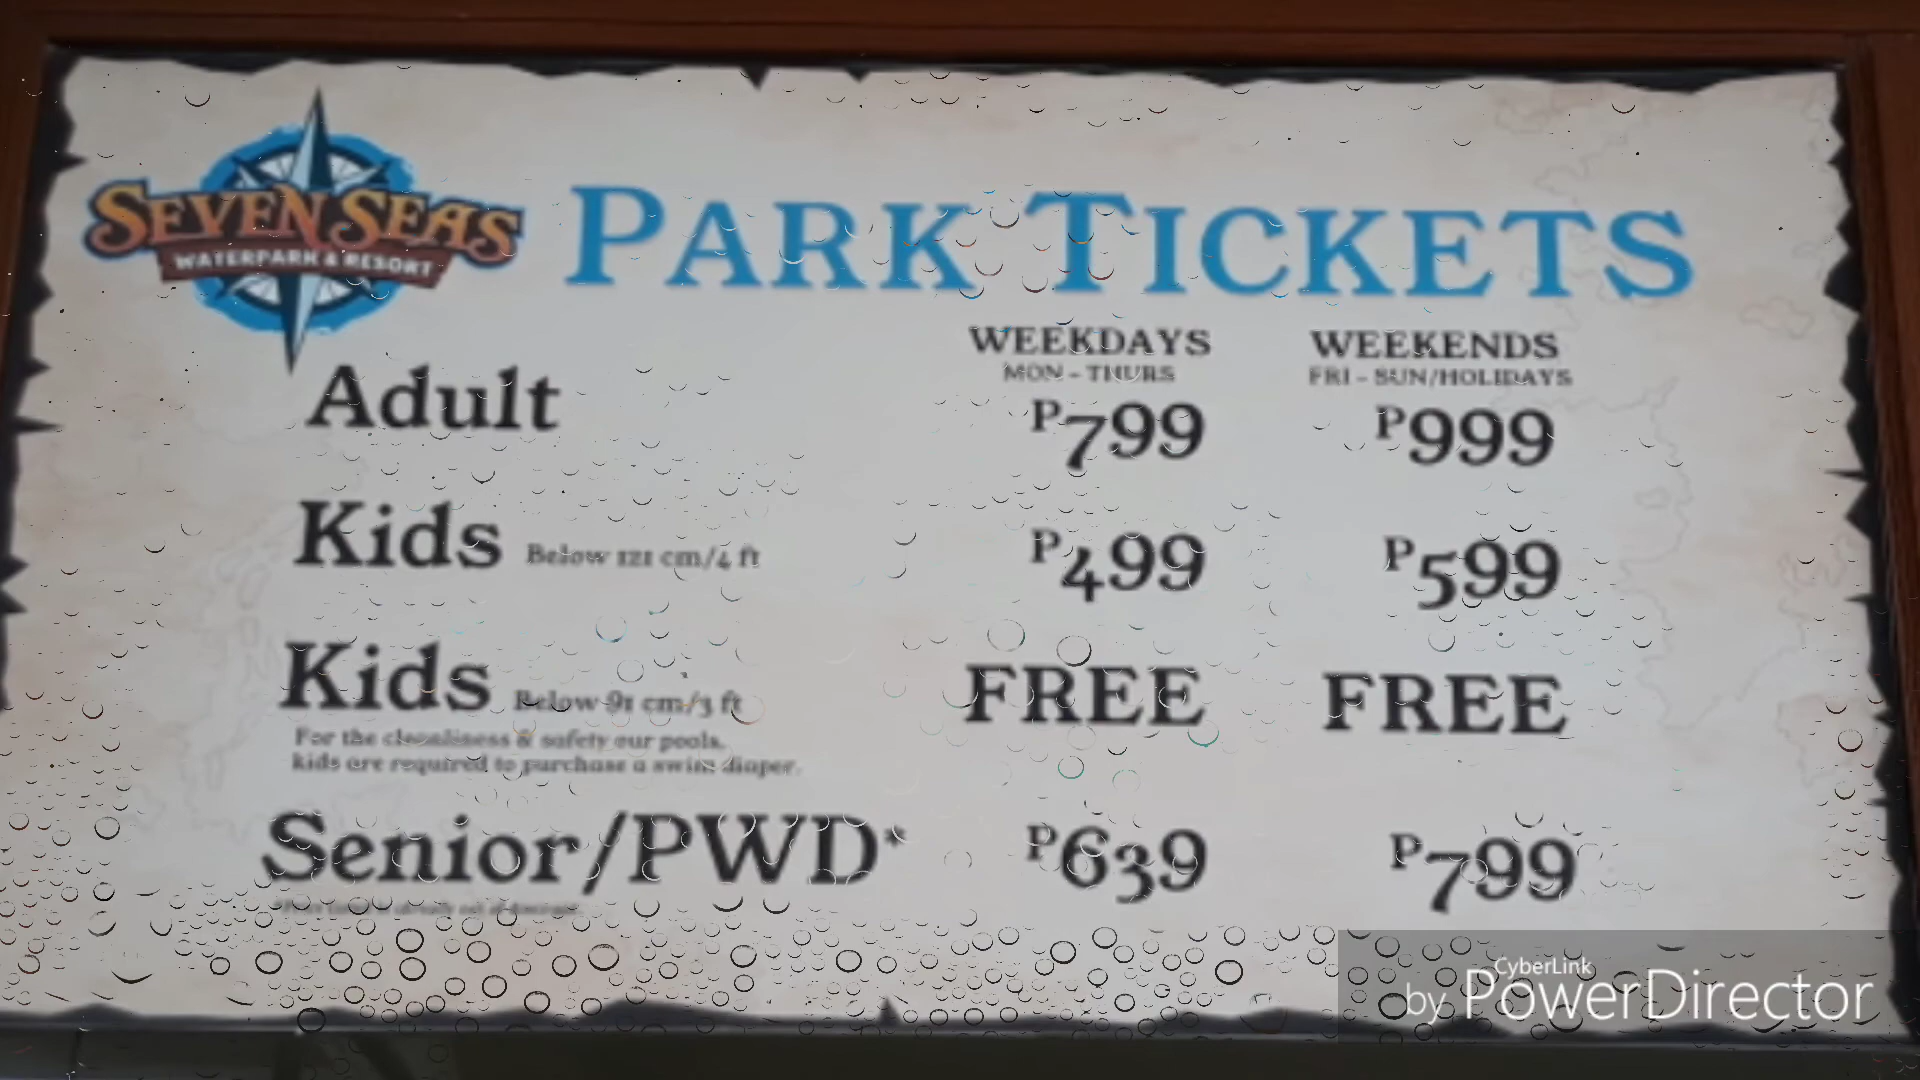 SEVEN SEAS
WATERPARK & RESORT
PARK TICKETS
WEEKDAYS WEEKENDS
MON - THURS FRI - SUN/HOLIDAYS
Adult P799 P999
Kids Below 121 cm/4 ft P499 P599
Kids Below 91 cm/3 ft FREE FREE
For the cleanliness & safety our pools,
kids are required to purchase a swim diaper.
Senior/PWD* P639 P799
CyberLink
by PowerDirector